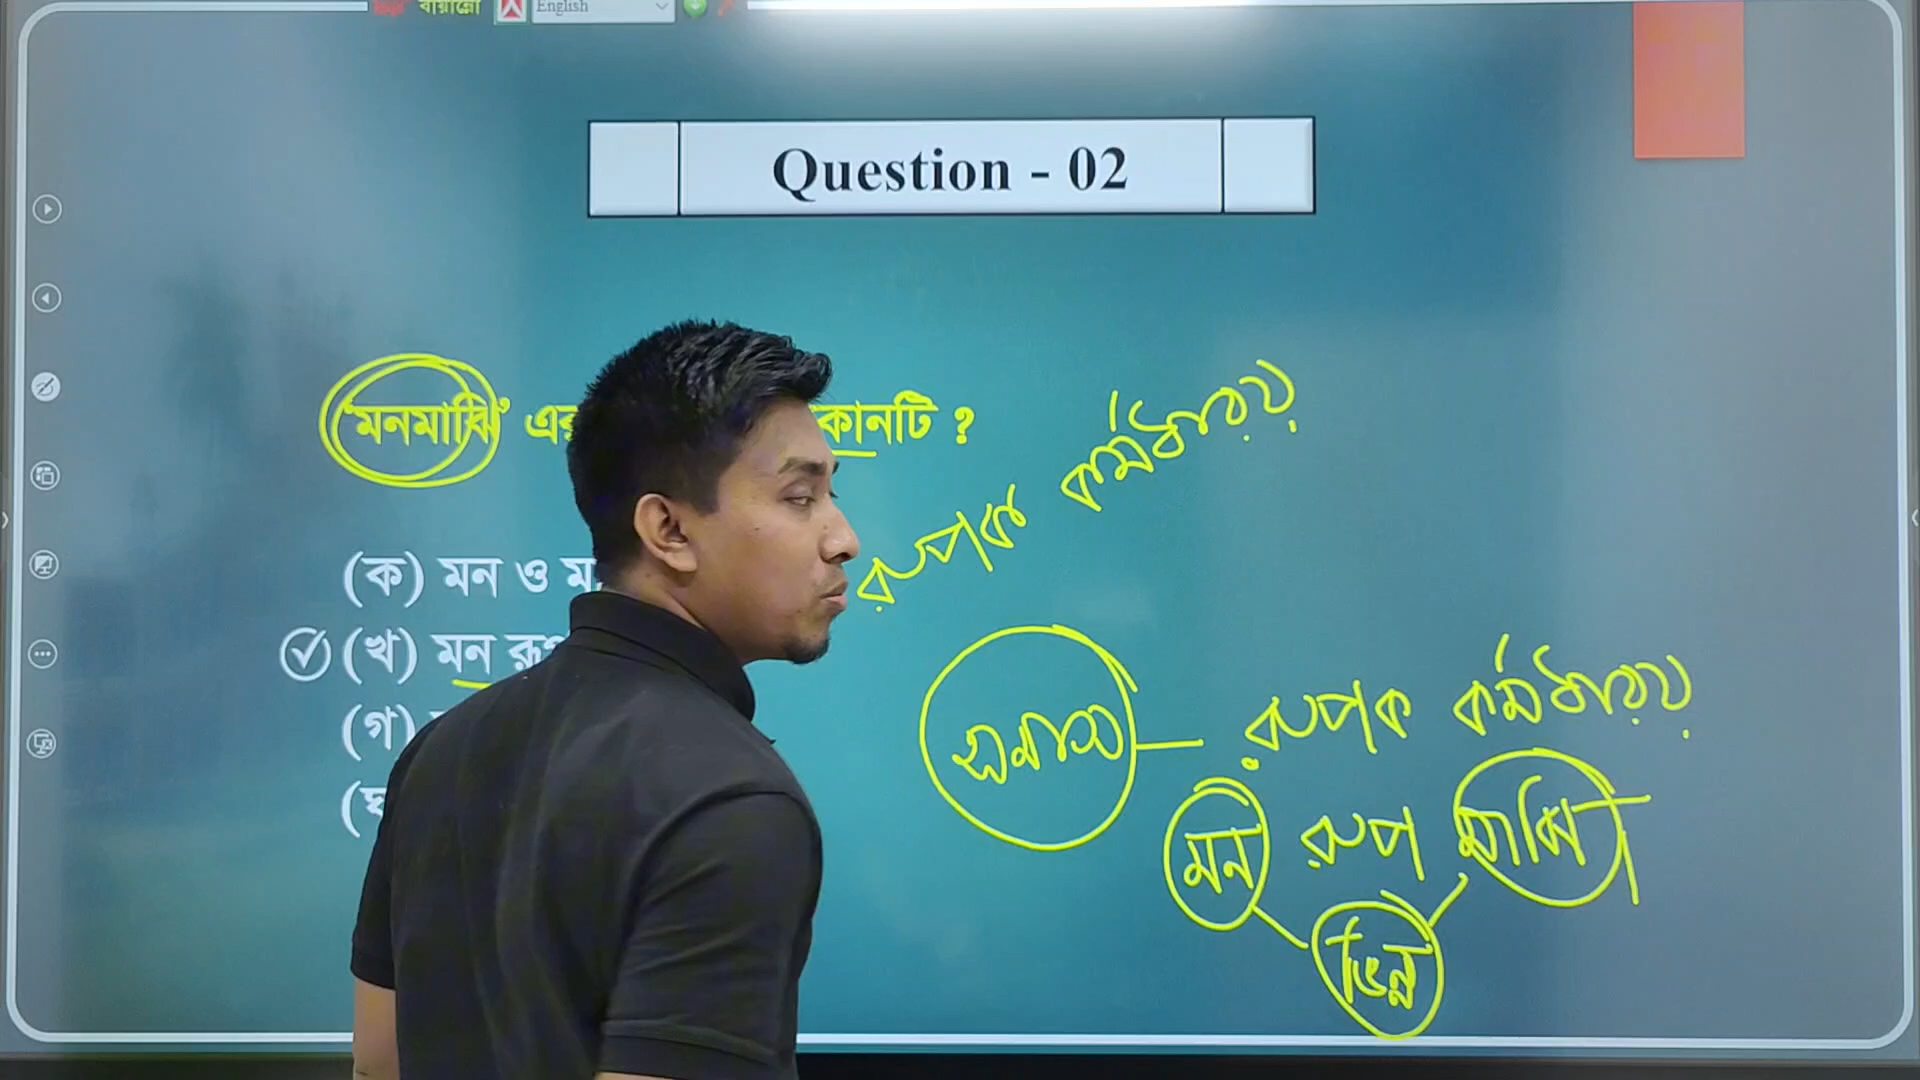 বায়ান্নো
English
Question - 02
'মনমাঝি' এর কোনটি ?
রূপক কর্মধারয়
(ক) মন ও
(খ) মন রূপ
(গ)
(ঘ
সমাস — রূপক কর্মধারয়
মন রূপ মাঝি
ভিন্ন